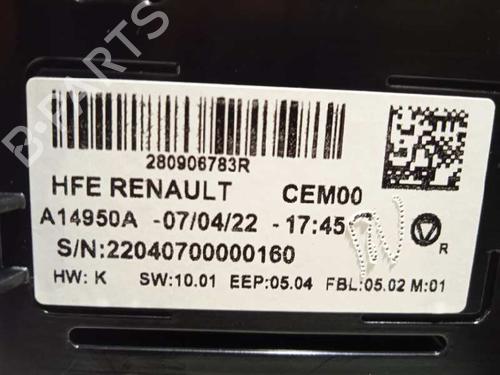 B-PARTS
280906783R
HFE RENAULT CEM00
A14950A -07/04/22 -17:45
R
S/N:22040700000160
HW: K SW:10.01 EEP:05.04 FBL:05.02 M:01